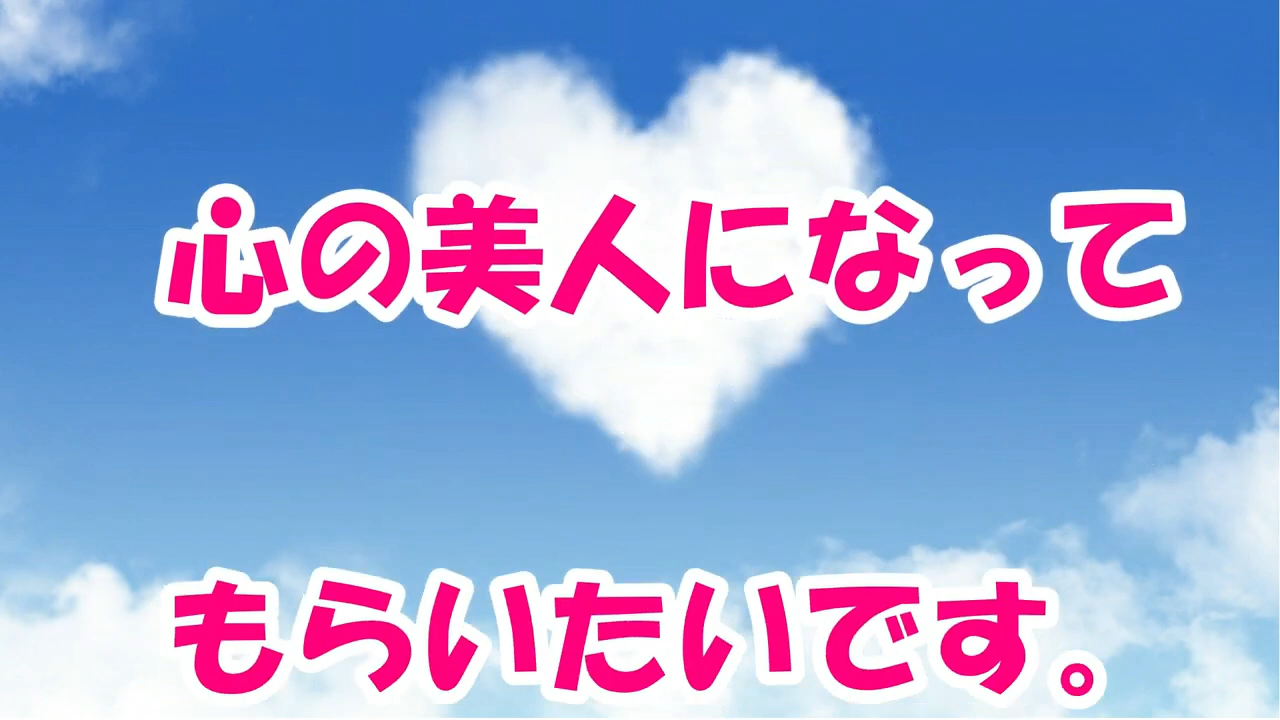 心の美人になって
もらいたいです。